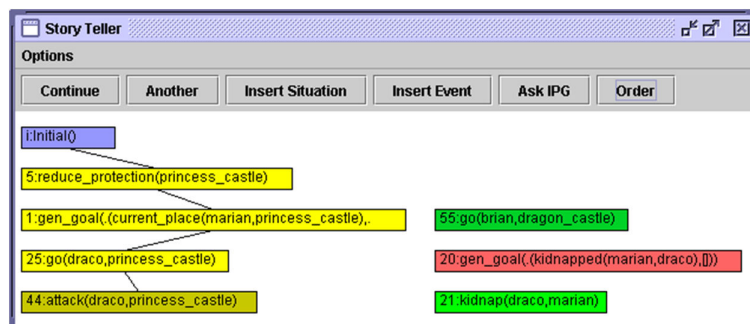 Story Teller
Options
Continue Another Insert Situation Insert Event Ask IPG Order
i:Initial()
5:reduce_protection(princess_castle)
1:gen_goal(.(current_place(marian,princess_castle),.
55:go(brian,dragon_castle)
25:go(draco,princess_castle)
20:gen_goal(.(kidnapped(marian,draco),[]))
44:attack(draco,princess_castle)
21:kidnap(draco,marian)